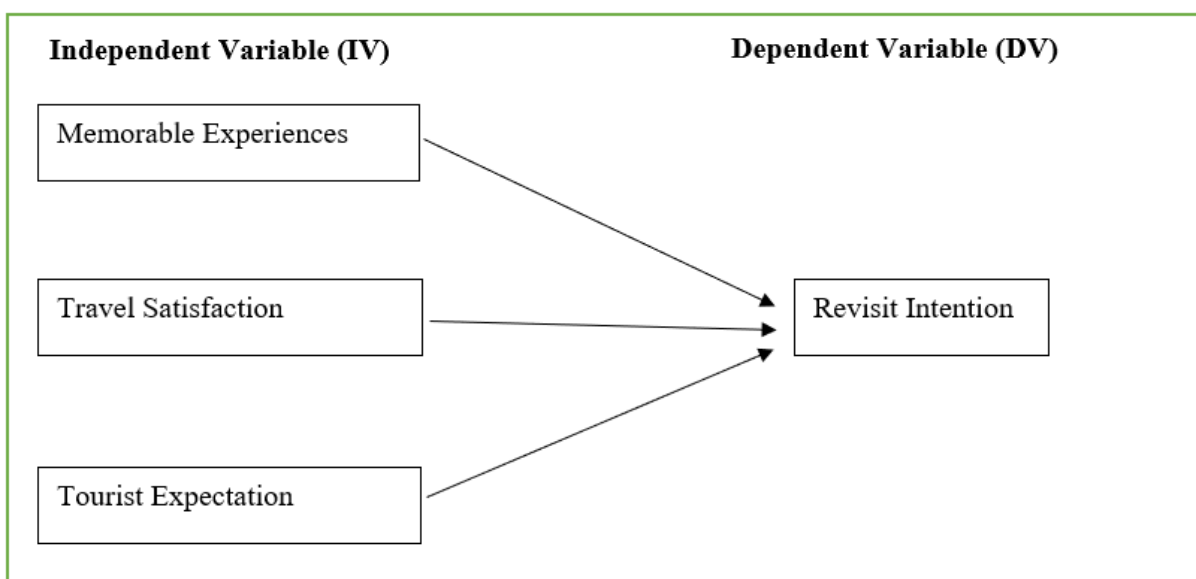 Independent Variable (IV)
Dependent Variable (DV)
Memorable Experiences
Travel Satisfaction
Revisit Intention
Tourist Expectation